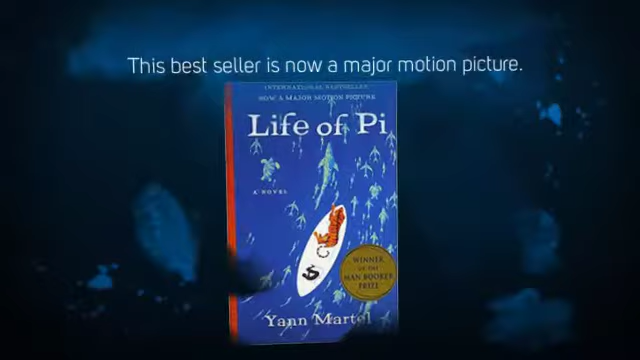 This best seller is now a major motion picture.
INTERNATIONAL BESTSELLER
NOW A MAJOR MOTION PICTURE
Life of Pi
A NOVEL
WINNER
OF THE
MAN BOOKER
PRIZE
Yann Martel